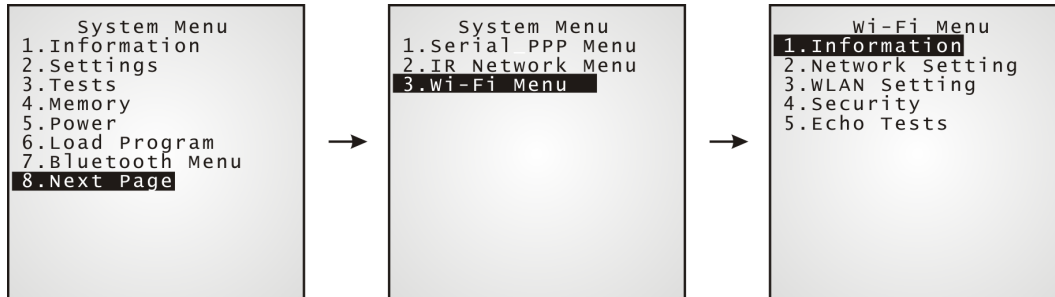 System Menu
1.Information
2.Settings
3.Tests
4.Memory
5.Power
6.Load Program
7.Bluetooth Menu
8.Next Page
System Menu
1.Serial PPP Menu
2.IR Network Menu
3.Wi-Fi Menu
Wi-Fi Menu
1.Information
2.Network Setting
3.WLAN Setting
4.Security
5.Echo Tests